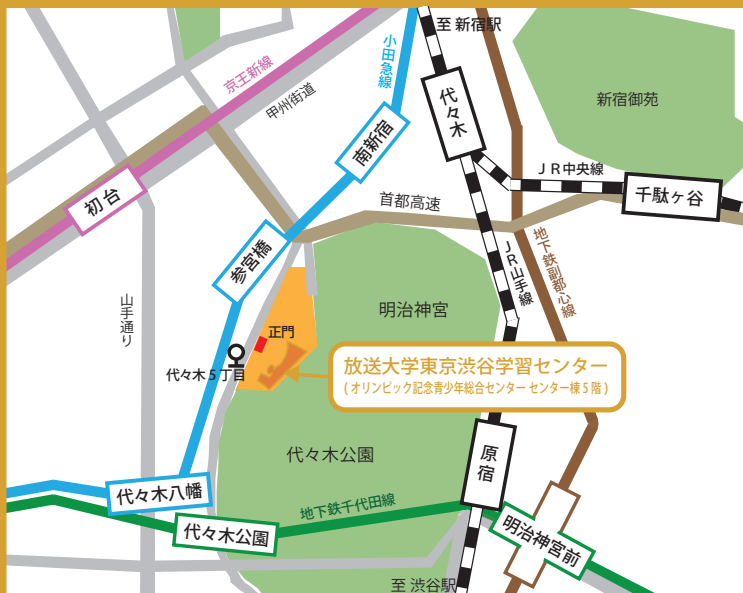 至 新宿駅
小田急線
京王新線
代々木
新宿御苑
甲州街道
南新宿
JR中央線
千駄ヶ谷
初台
首都高速
参宮橋
地下鉄副都心線
JR山手線
山手通り
明治神宮
正門
代々木5丁目
放送大学東京渋谷学習センター
(オリンピック記念青少年総合センター センター棟5階)
代々木公園
原宿
代々木八幡
地下鉄千代田線
代々木公園
明治神宮前
至 渋谷駅